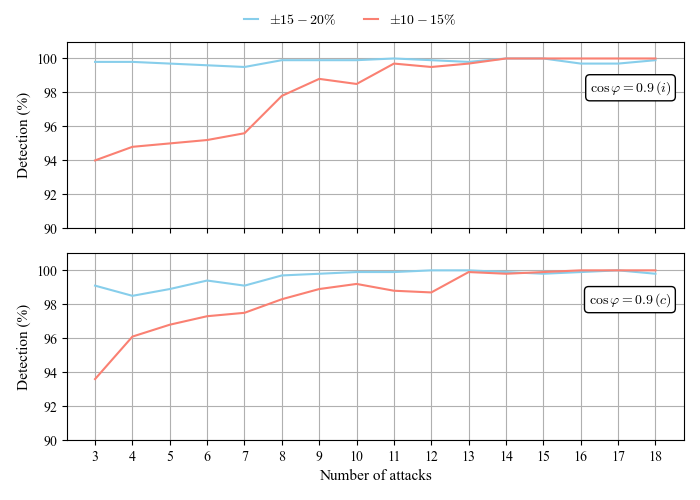 ±15 − 20% ±10 − 15%
100
98
96
94
92
90
Detection (%)
cos φ = 0.9 (i)
100
98
96
94
92
90
Detection (%)
cos φ = 0.9 (c)
3 4 5 6 7 8 9 10 11 12 13 14 15 16 17 18
Number of attacks